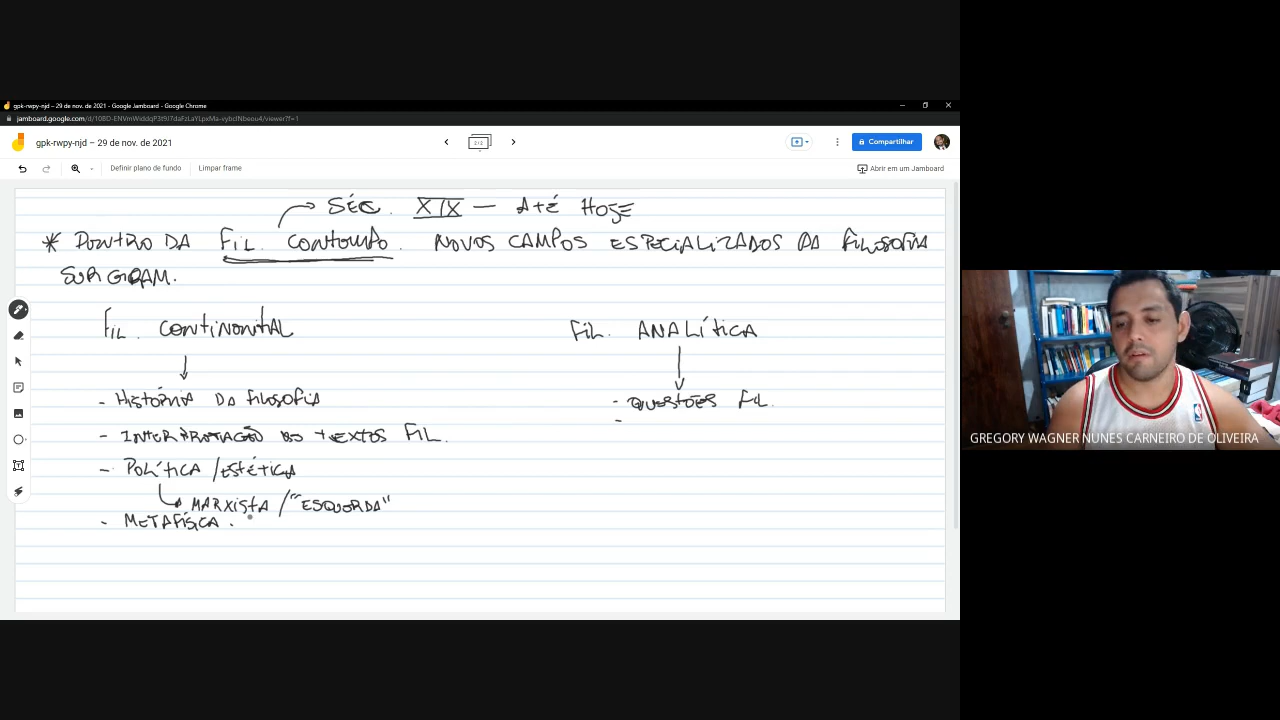 gpk-rwpy-njd – 29 de nov. de 2021 - Google Jamboard - Google Chrome
gpk-rwpy-njd – 29 de nov. de 2021
2/2
Compartilhar
Definir plano de fundo
Limpar frame
Abrir em um Jamboard
SÉC. XIX — ATÉ HOJE
* DENTRO DA FIL. CONTEMPO. NOVOS CAMPOS ESPECIALIZADOS DA FILOSOFIA
SURGIRAM.
FIL. CONTINENTAL
FIL. ANALÍTICA
- HISTÓRIA DA FILOSOFIA
- QUESTÕES FIL.
-
- INTERPRETAÇÃO DOS TEXTOS FIL.
- POLÍTICA / ESTÉTICA
MARXISTA / "ESQUERDA"
- METAFÍSICA.
GREGORY WAGNER NUNES CARNEIRO DE OLIVEIRA